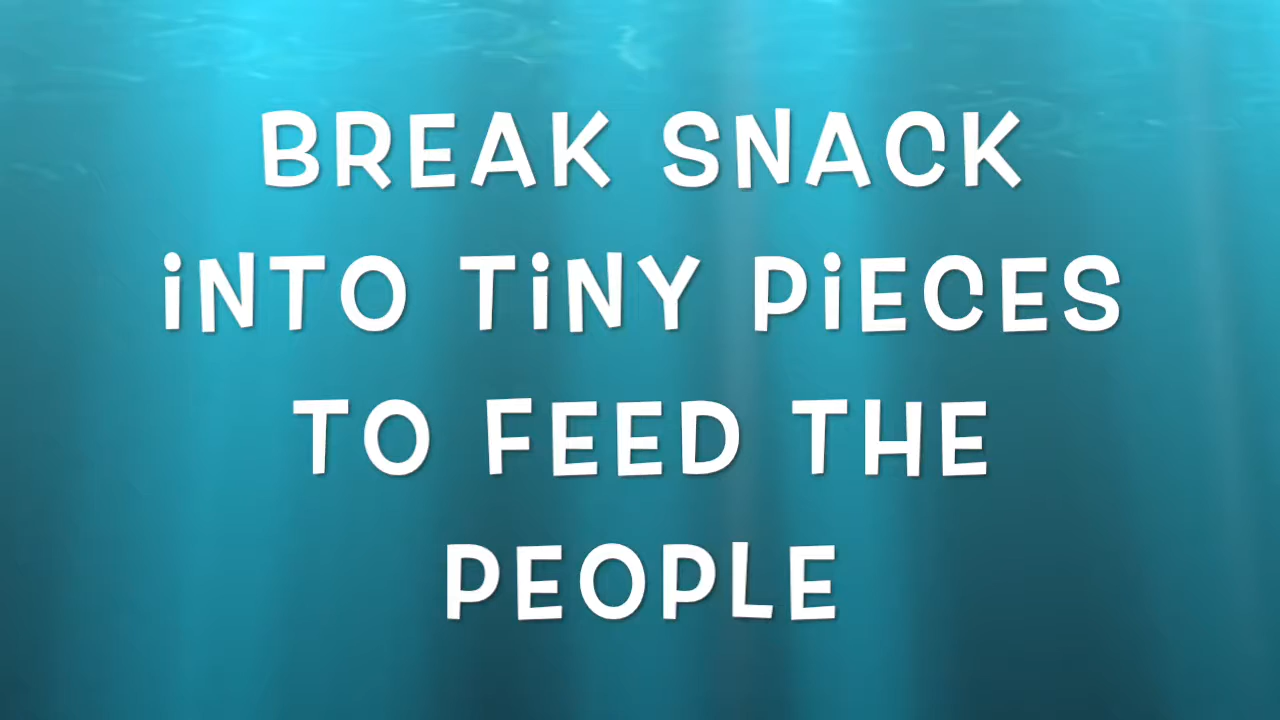 BREAK SNACK
iNTO TiNY PiECES
TO FEED THE
PEOPLE